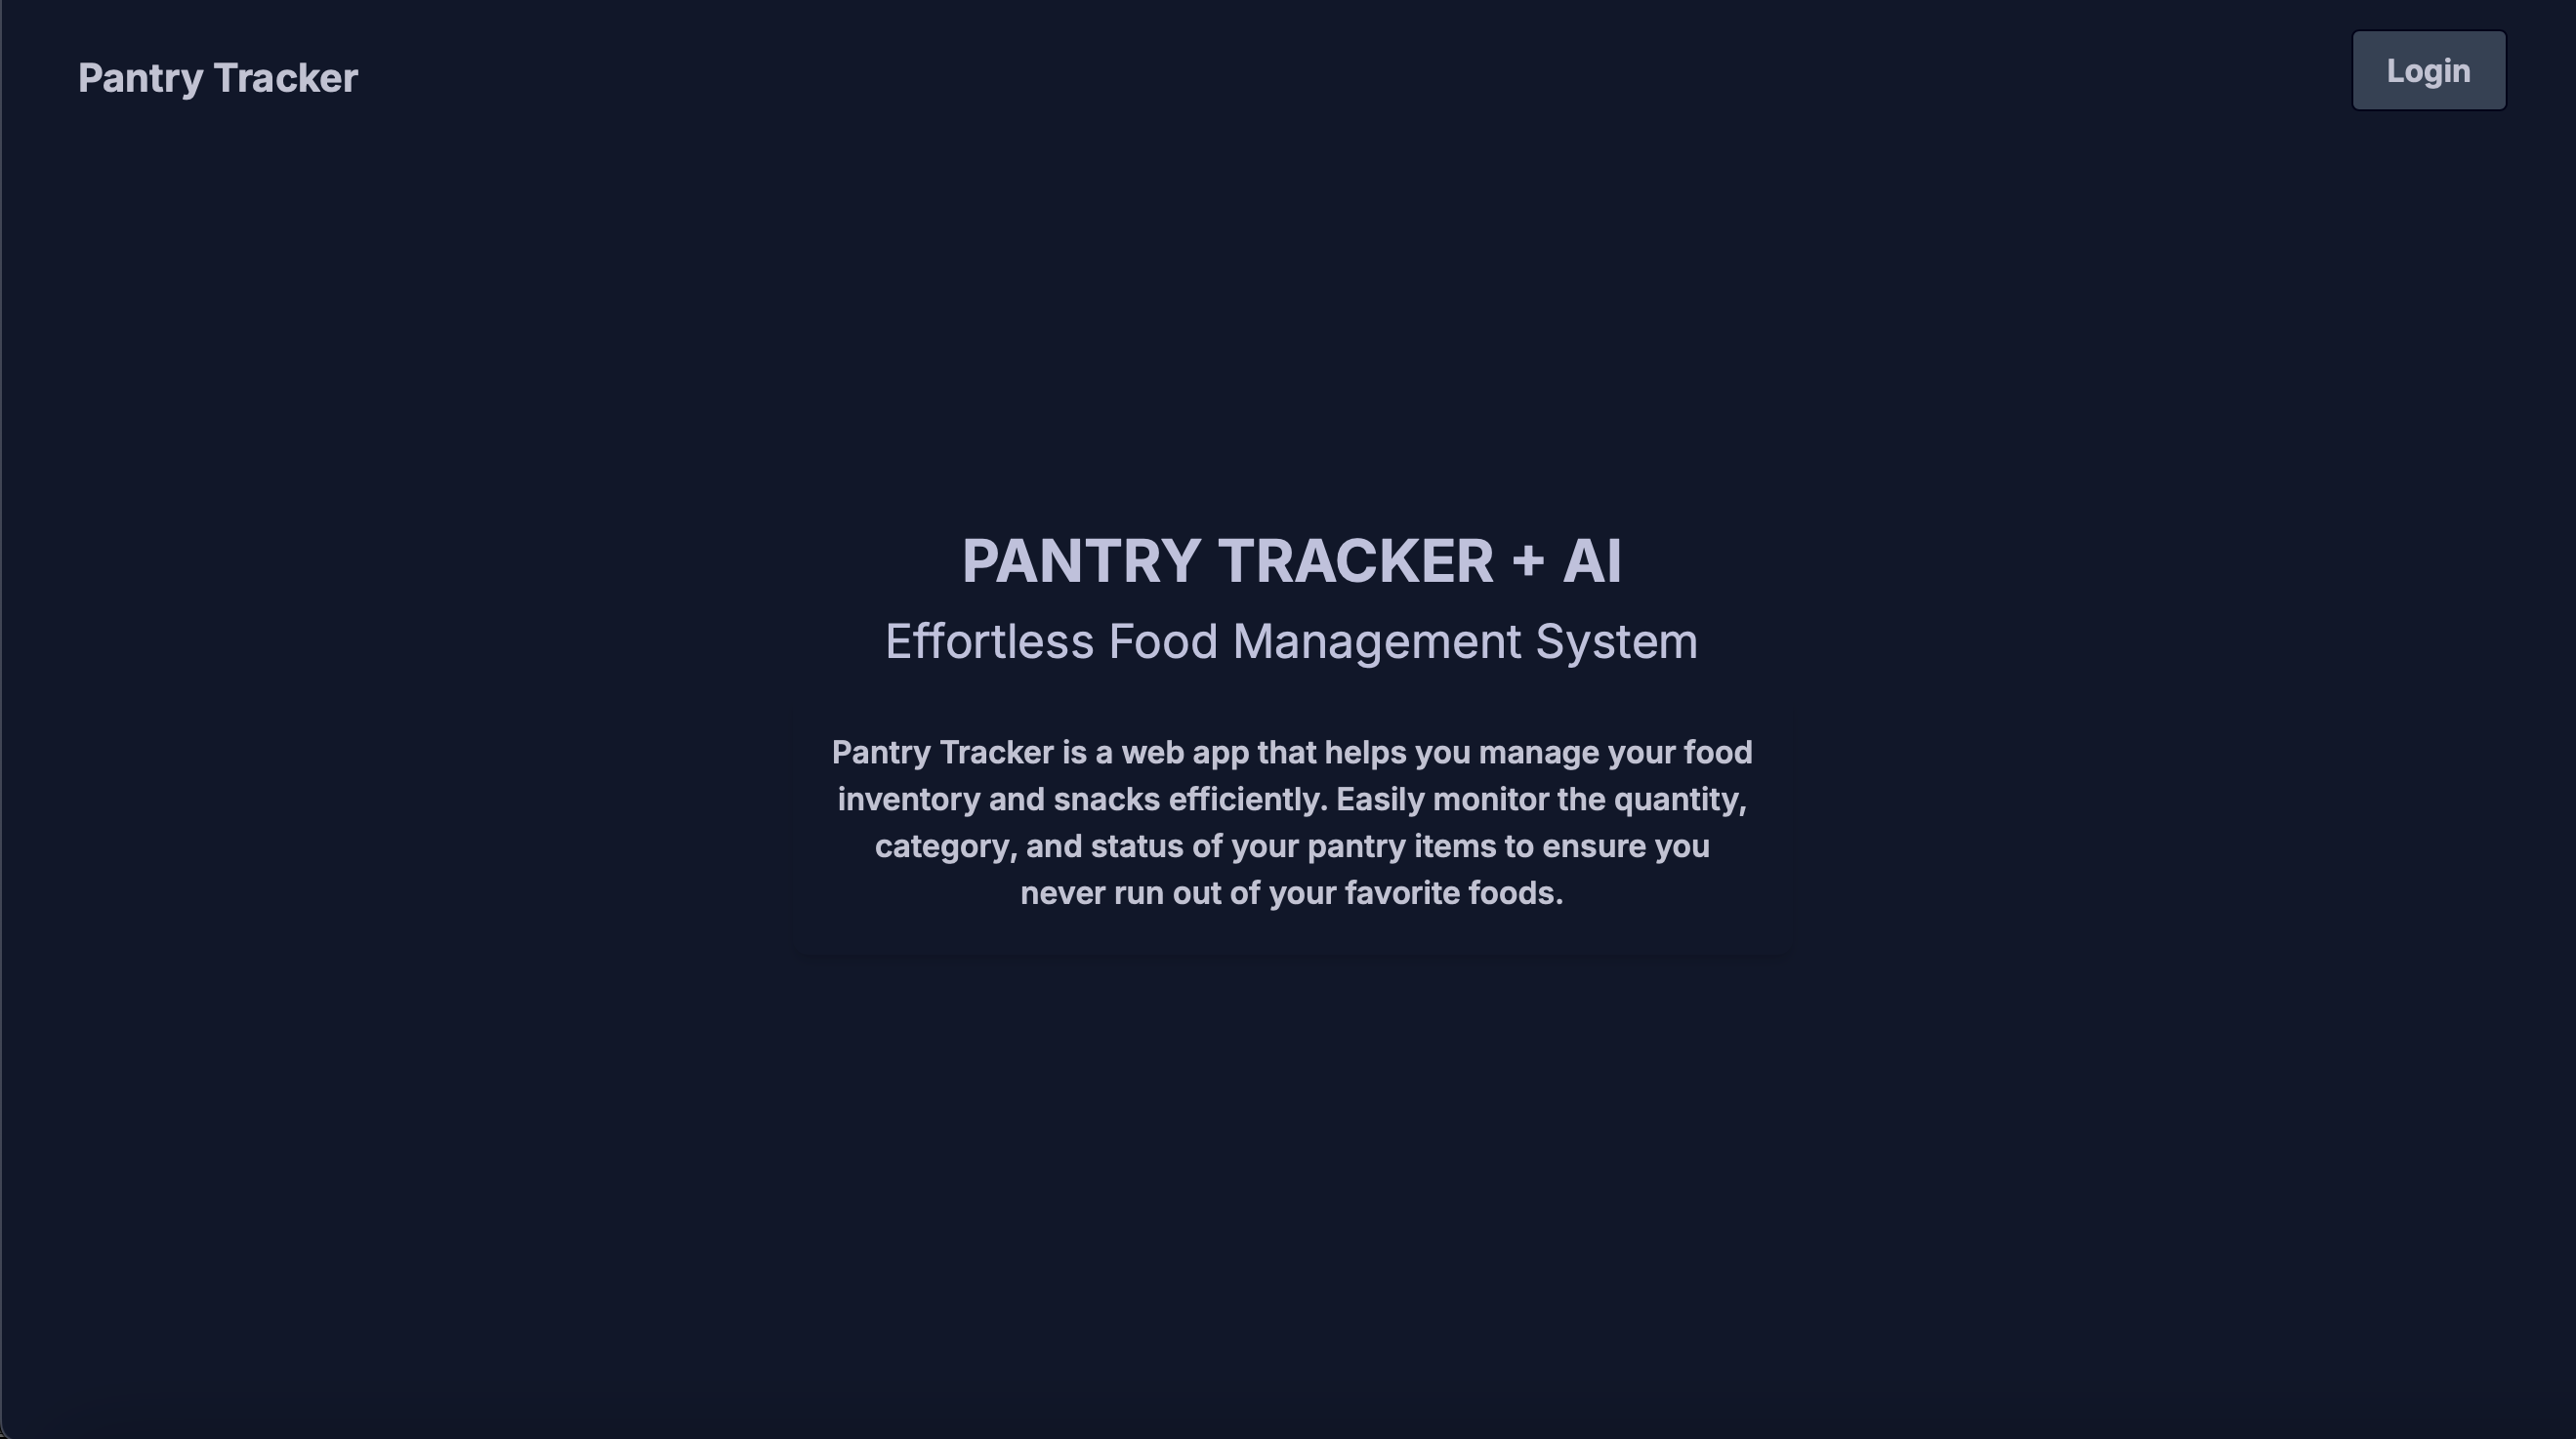 Pantry Tracker
Login
PANTRY TRACKER + AI
Effortless Food Management System
Pantry Tracker is a web app that helps you manage your food
inventory and snacks efficiently. Easily monitor the quantity,
category, and status of your pantry items to ensure you
never run out of your favorite foods.